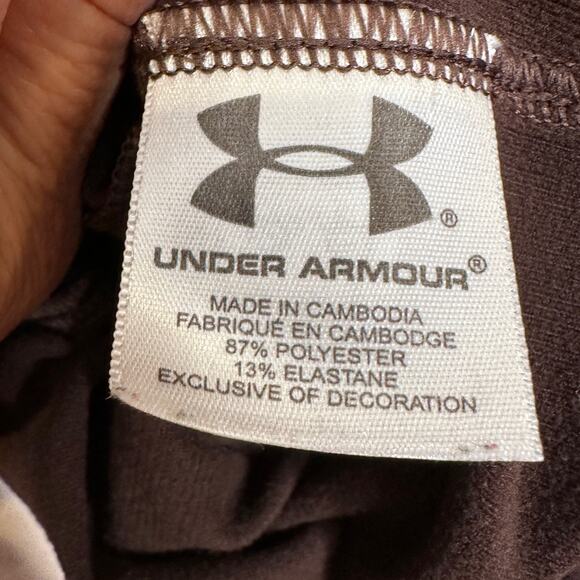 UNDER ARMOUR®
MADE IN CAMBODIA
FABRIQUÉ EN CAMBODGE
87% POLYESTER
13% ELASTANE
EXCLUSIVE OF DECORATION